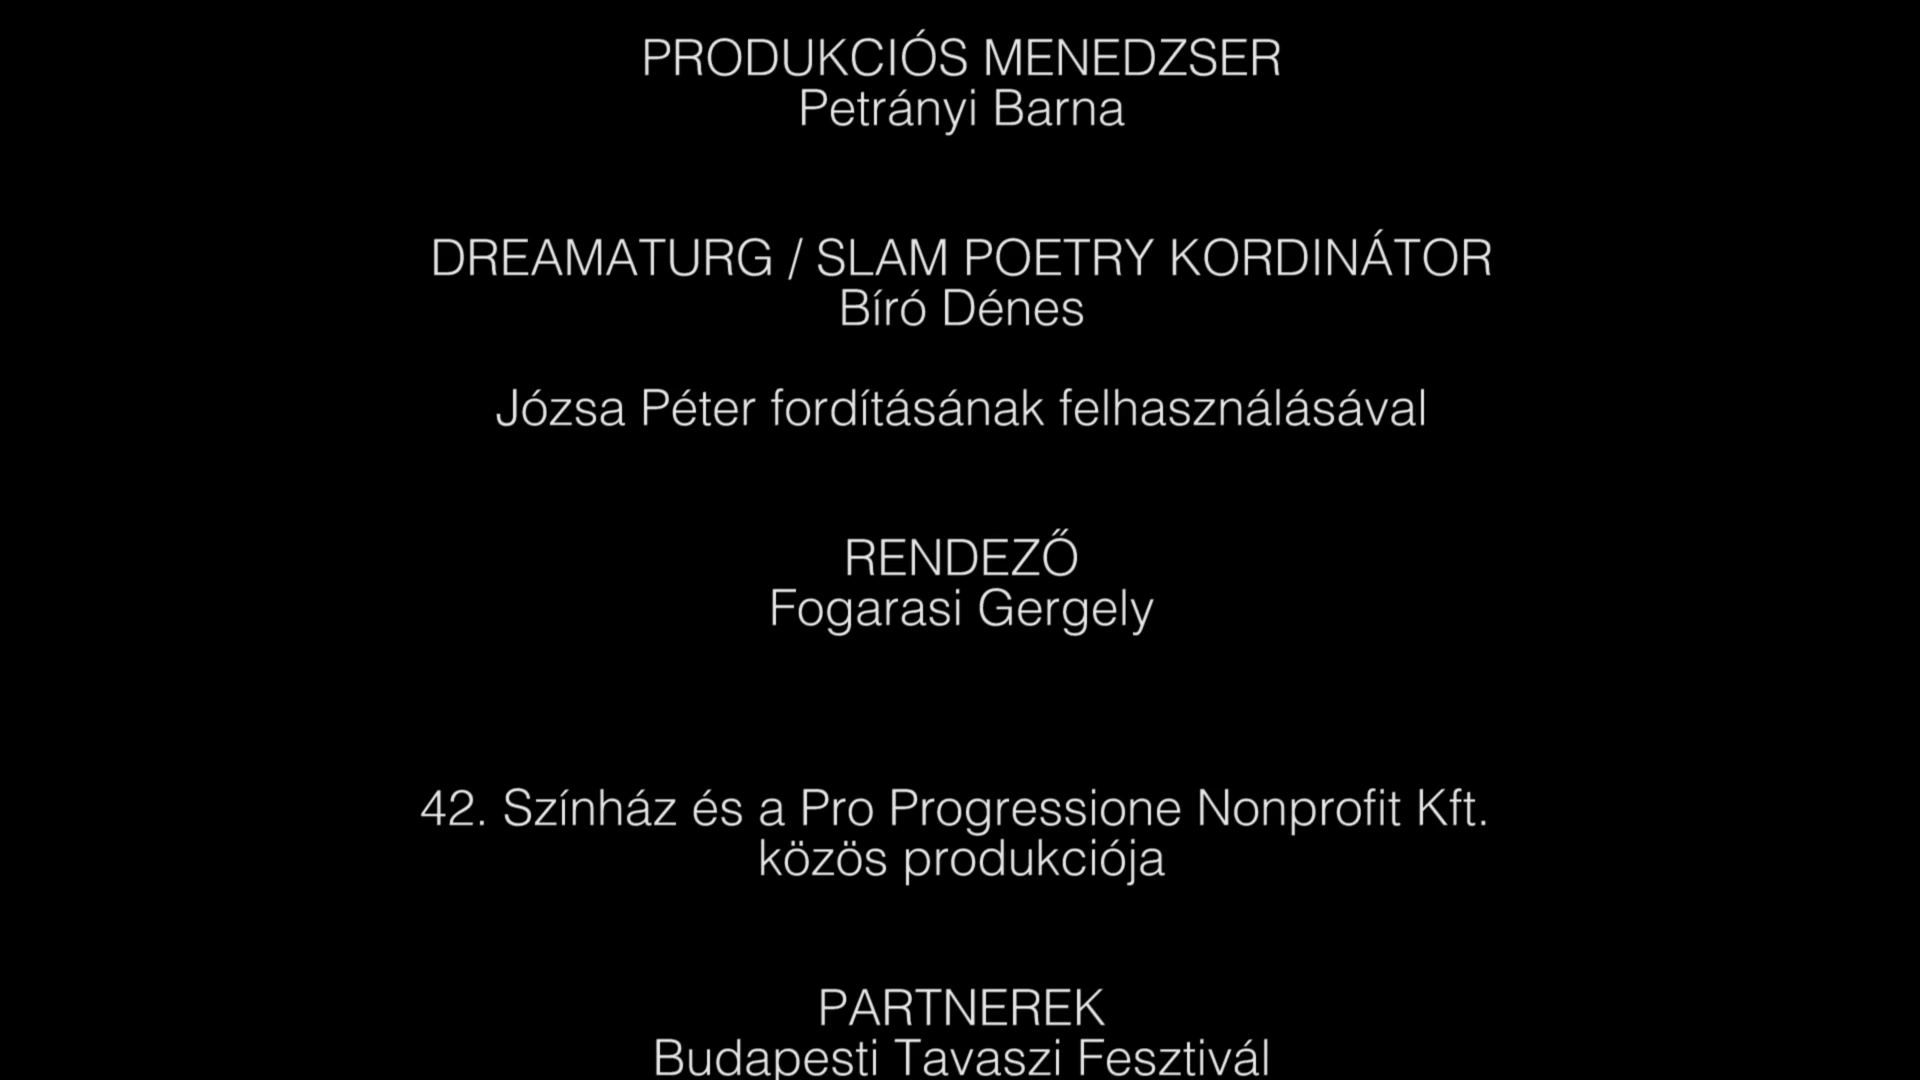 PRODUKCIÓS MENEDZSER
Petrányi Barna
DREAMATURG / SLAM POETRY KORDINÁTOR
Bíró Dénes
Józsa Péter fordításának felhasználásával
RENDEZŐ
Fogarasi Gergely
42. Színház és a Pro Progressione Nonprofit Kft.
közös produkciója
PARTNEREK
Budapesti Tavaszi Fesztivál